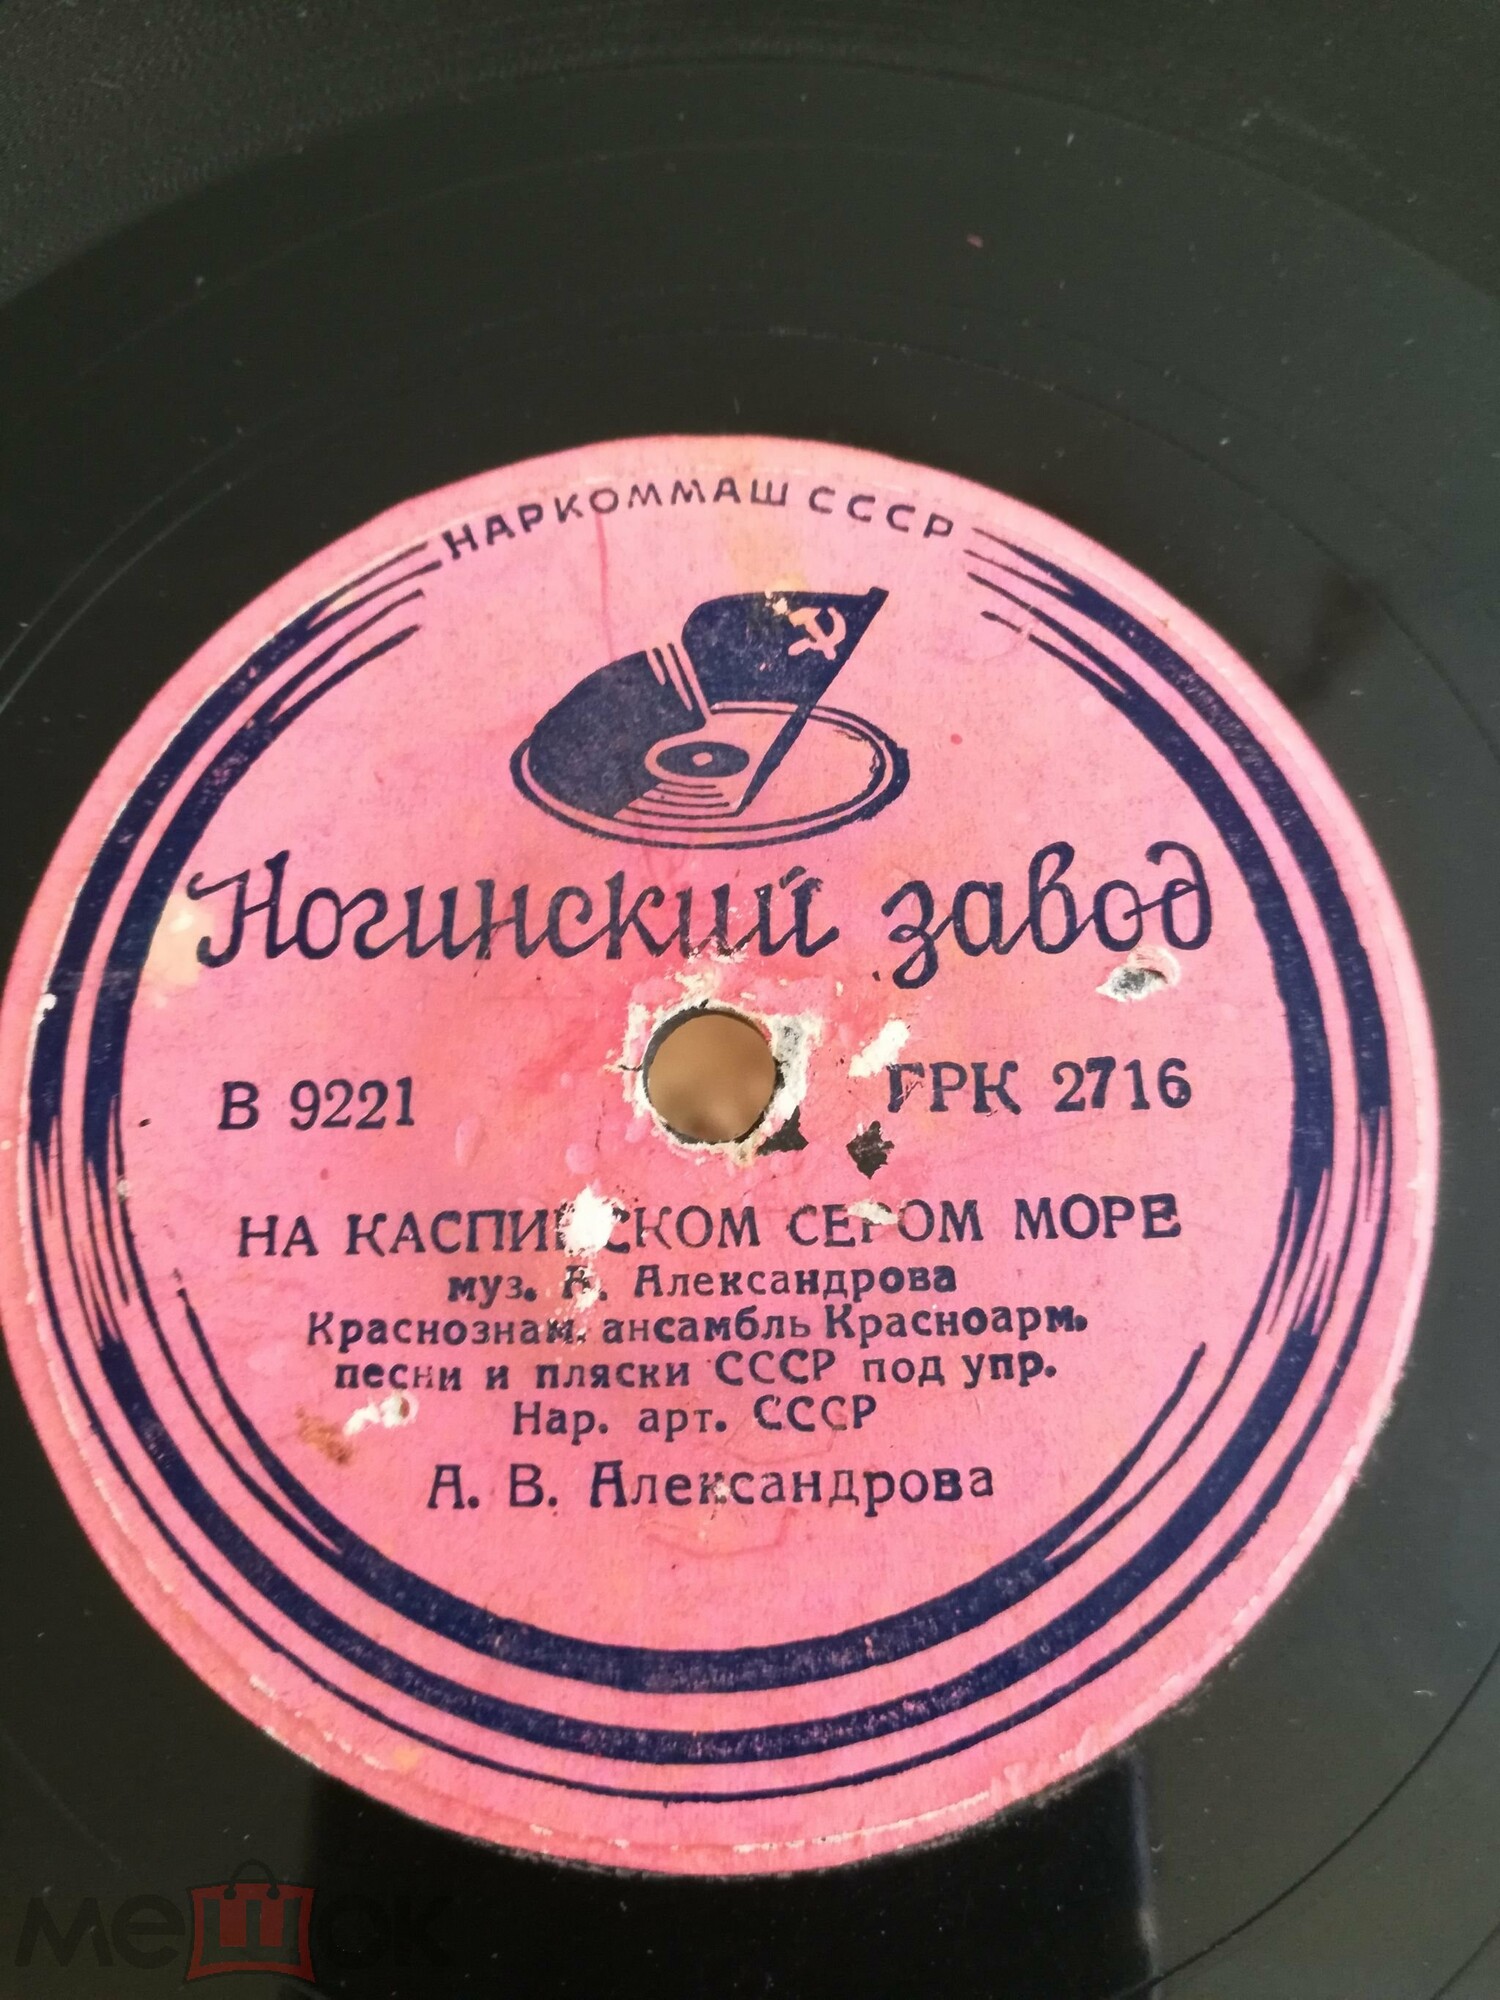 НАРКОММАШ СССР
Ногинский завод
В 9221 ГРК 2716
НА КАСПИЙСКОМ СЕРОМ МОРЕ
муз. А. Александрова
Краснознам. ансамбль Красноарм.
песни и пляски СССР под упр.
Нар. арт. СССР
А. В. Александрова
мешок